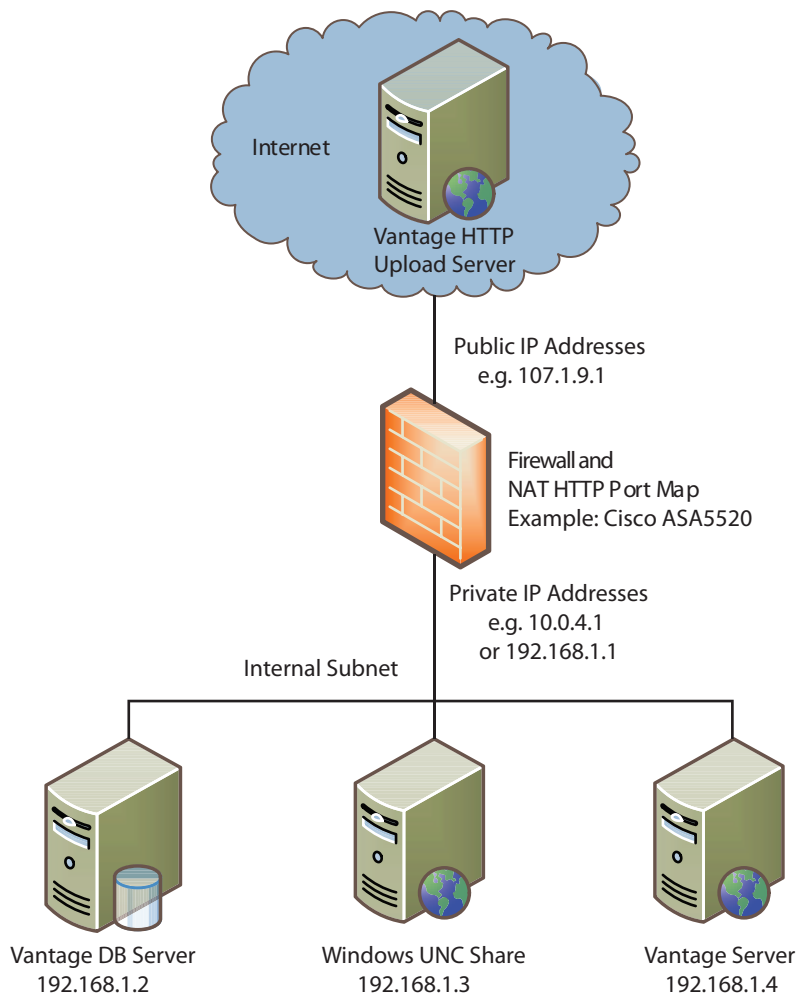 Internet
Vantage HTTP
Upload Server
Public IP Addresses
e.g. 107.1.9.1
Firewall and
NAT HTTP Port Map
Example: Cisco ASA5520
Private IP Addresses
e.g. 10.0.4.1
or 192.168.1.1
Internal Subnet
Vantage DB Server
192.168.1.2
Windows UNC Share
192.168.1.3
Vantage Server
192.168.1.4